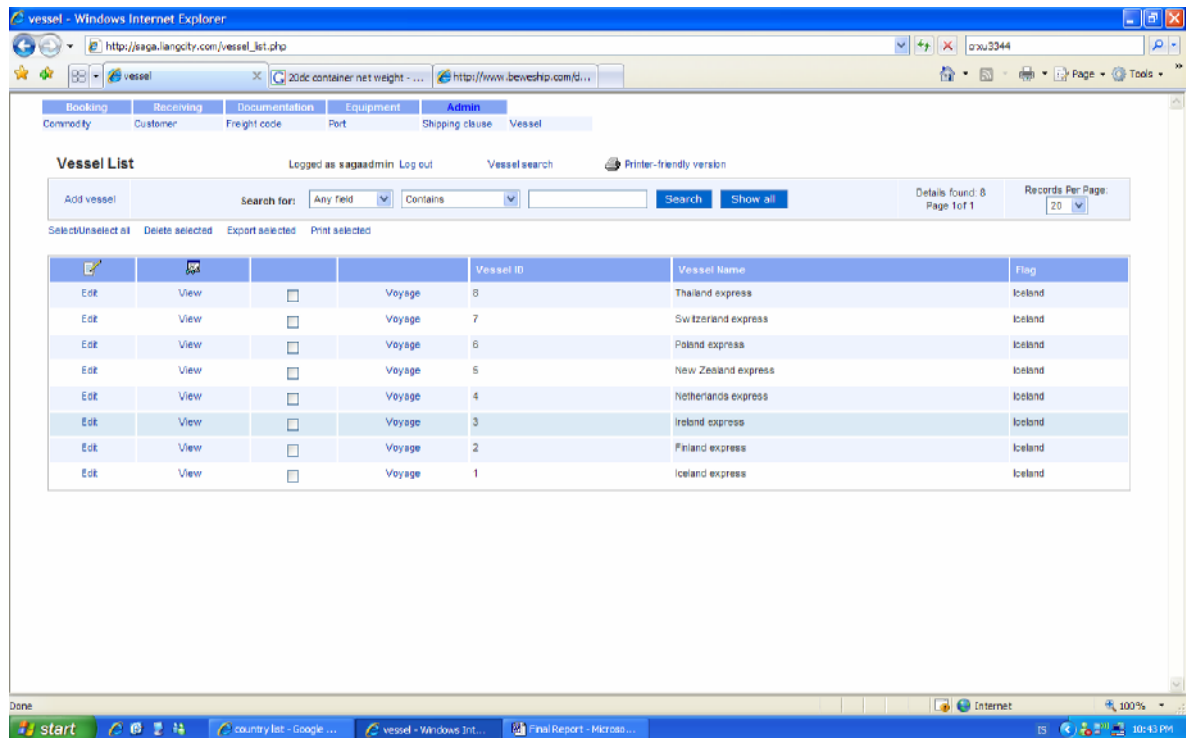 vessel - Windows Internet Explorer
http://saga.liangcity.com/vessel_list.php
vessel 20dc container net weight - ... http://www.beweship.com/d... Page Tools
Booking Receiving Documentation Equipment Admin
Commodity Customer Freight code Port Shipping clause Vessel
Vessel List Logged as sagaadmin Log out Vessel search Printer-friendly version
Add vessel Search for: Any field Contains Search Show all Details found: 8 Records Per Page:
Page 1of 1 20
Select/Unselect all Delete selected Export selected Print selected
Vessel ID Vessel Name Flag
Edit View Voyage 8 Thailand express Iceland
Edit View Voyage 7 Switzerland express Iceland
Edit View Voyage 6 Poland express Iceland
Edit View Voyage 5 New Zealand express Iceland
Edit View Voyage 4 Netherlands express Iceland
Edit View Voyage 3 Ireland express Iceland
Edit View Voyage 2 Finland express Iceland
Edit View Voyage 1 Iceland express Iceland
Done Internet 100%
start country list - Google ... vessel - Windows Int... Final Report - Microso... IS 10:43 PM